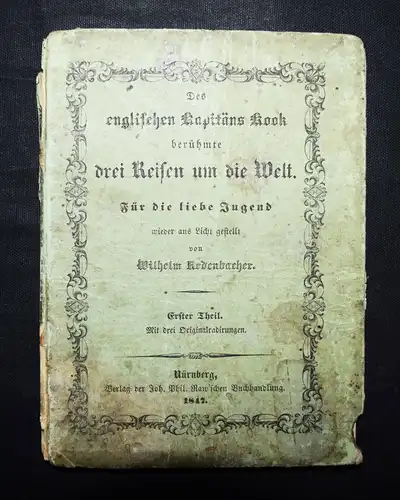 Des
englischen Kapitäns Kook
berühmte
drei Reisen um die Welt.
Für die liebe Jugend
wieder ans Licht gestellt
von
Wilhelm Redenbacher.
Erster Theil.
Mit drei Originalradirungen.
Nürnberg,
Verlag der Joh. Phil. Raw'schen Buchhandlung.
1847.